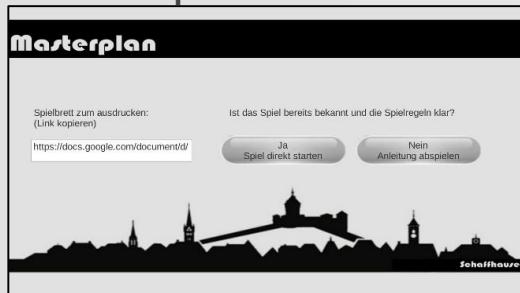 Masterplan
Spielbrett zum ausdrucken:
(Link kopieren)
https://docs.google.com/document/d/
Ist das Spiel bereits bekannt und die Spielregeln klar?
Ja
Spiel direkt starten
Nein
Anleitung abspielen
Schaffhause